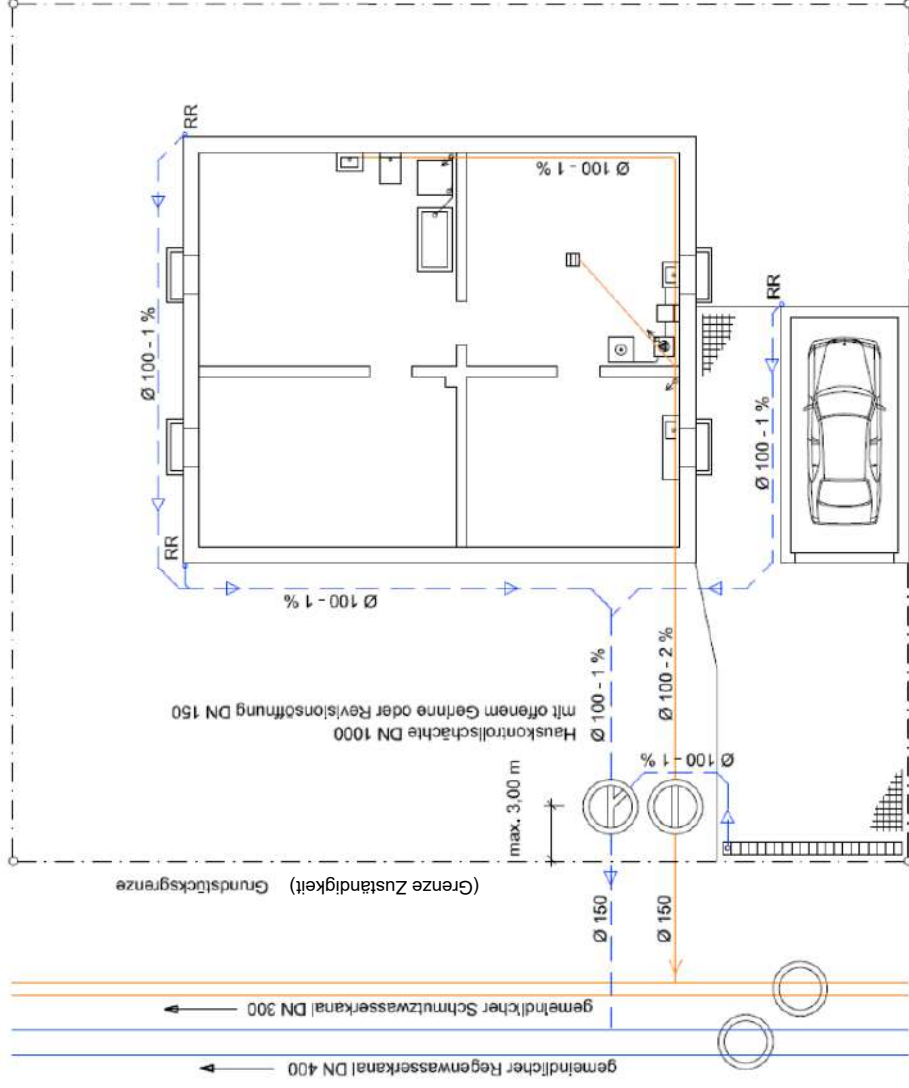 RR
Ø 100 - 1 %
Ø 100 - 1 %
RR
RR
Ø 100 - 1 %
Ø 100 - 1 %
Hauskontrollschächte DN 1000
mit offenem Gerinne oder Revisionsöffnung DN 150
Ø 100 - 1 %
Ø 100 - 2 %
Ø 100 - 1 %
max. 3,00 m
Grundstücksgrenze (Grenze Zuständigkeit)
Ø 150
Ø 150
gemeindlicher Schmutzwasserkanal DN 300
gemeindlicher Regenwasserkanal DN 400